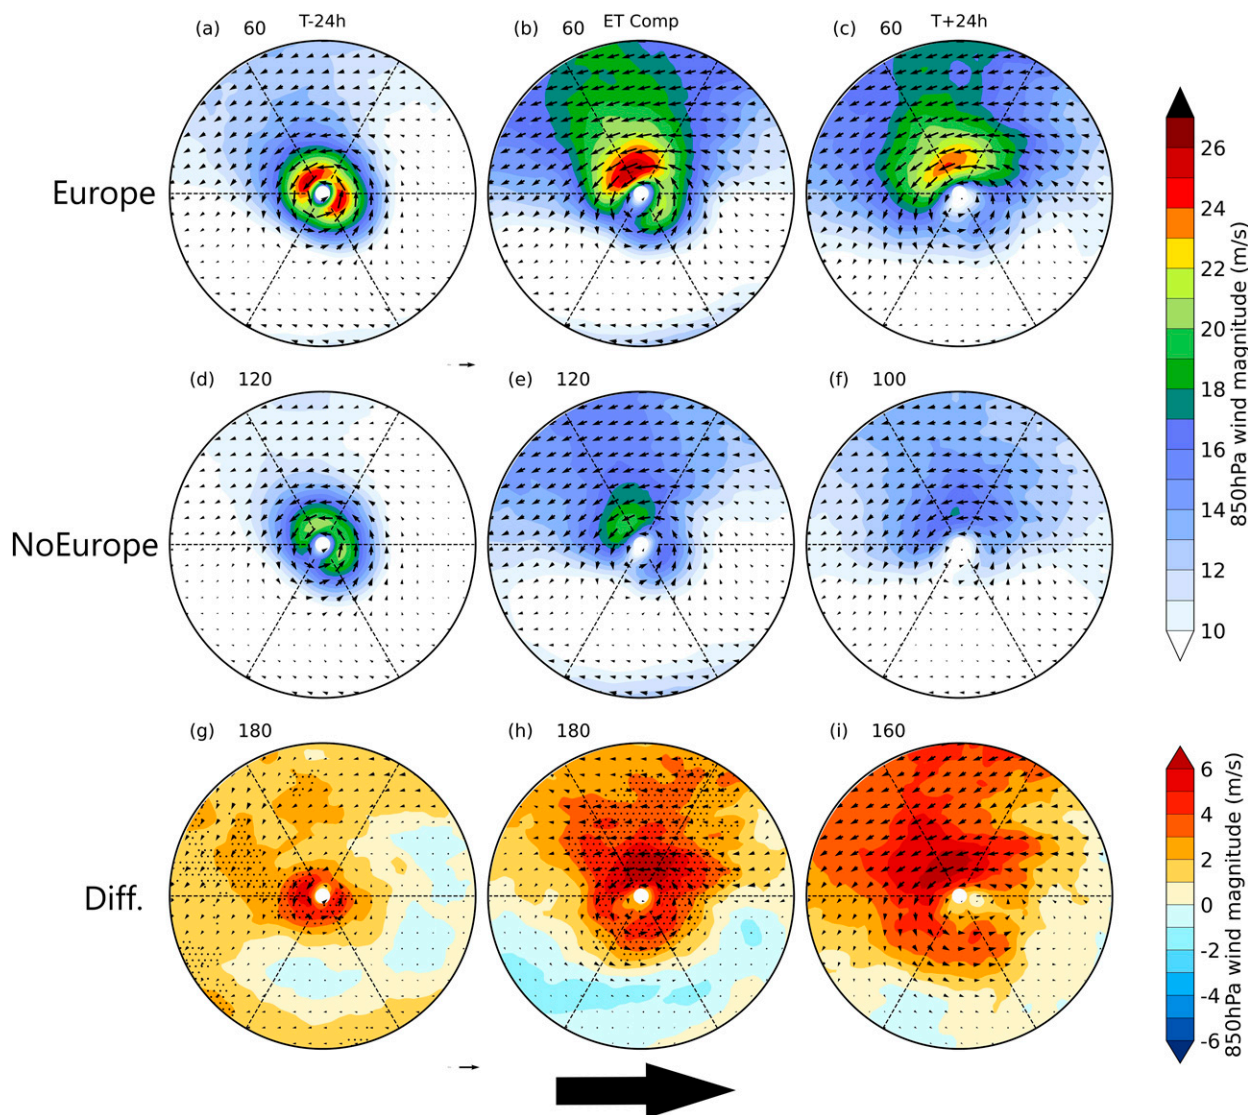 (a) 60 T-24h
(b) 60 ET Comp
(c) 60 T+24h
Europe
26
24
22
20
18
16
14
12
10
850hPa wind magnitude (m/s)
(d) 120
(e) 120
(f) 100
NoEurope
(g) 180
(h) 180
(i) 160
Diff.
6
4
2
0
-2
-4
-6
850hPa wind magnitude (m/s)